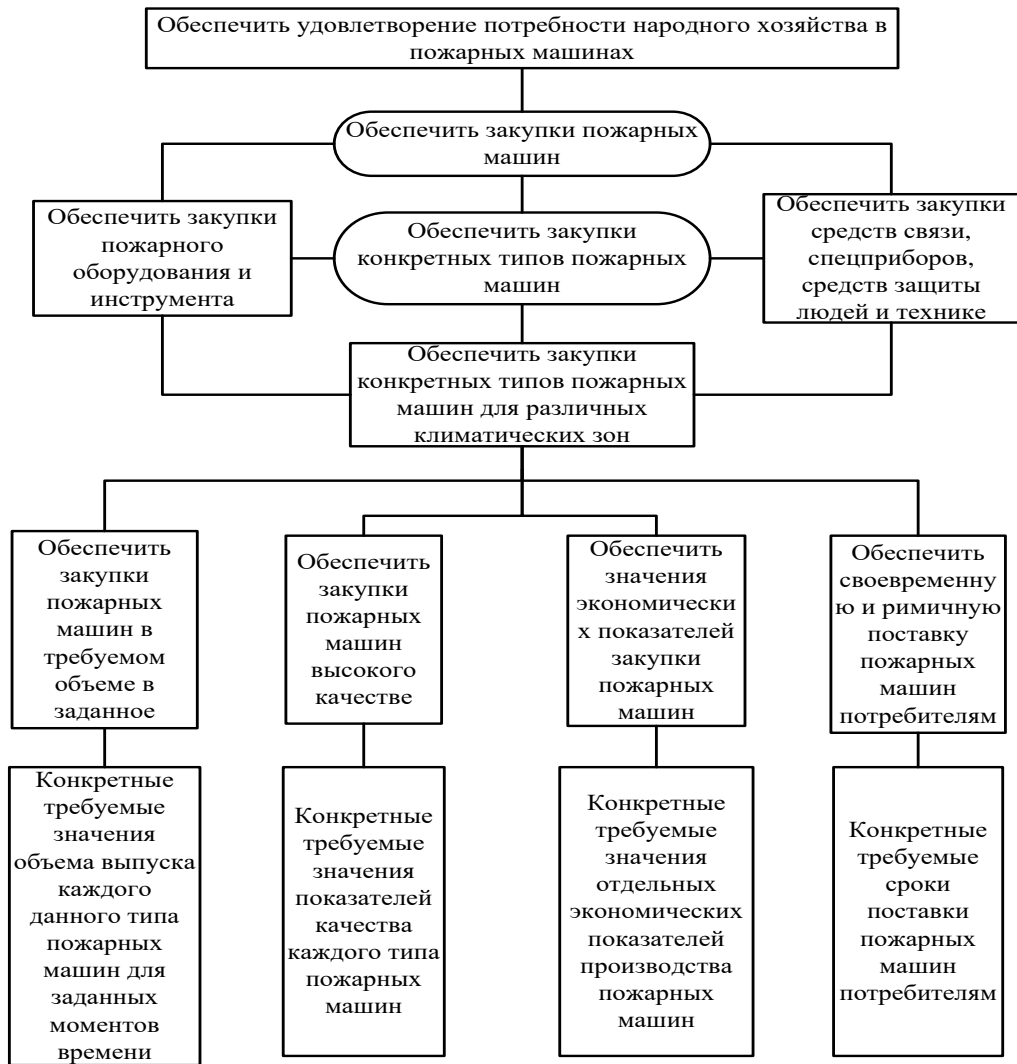 Обеспечить удовлетворение потребности народного хозяйства в
пожарных машинах
Обеспечить закупки пожарных
машин
Обеспечить закупки
пожарного
оборудования и
инструмента
Обеспечить закупки
конкретных типов пожарных
машин
Обеспечить закупки
средств связи,
спецприборов,
средств защиты
людей и технике
Обеспечить закупки
конкретных типов пожарных
машин для различных
климатических зон
Обеспечить
закупки
пожарных
машин в
требуемом
объеме в
заданное
Обеспечить
закупки
пожарных
машин
высокого
качестве
Обеспечить
значения
экономически
х показателей
закупки
пожарных
машин
Обеспечить
своевременну
ю и римичную
поставку
пожарных
машин
потребителям
Конкретные
требуемые
значения
объема выпуска
каждого
данного типа
пожарных
машин для
заданных
моментов
времени
Конкретные
требуемые
значения
показателей
качества
каждого типа
пожарных
машин
Конкретные
требуемые
значения
отдельных
экономических
показателей
производства
пожарных
машин
Конкретные
требуемые
сроки
поставки
пожарных
машин
потребителям